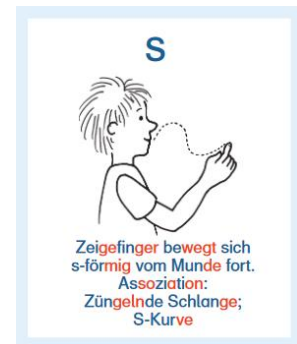 S
Zeigefinger bewegt sich
s-förmig vom Munde fort.
Assoziation:
Züngelnde Schlange;
S-Kurve